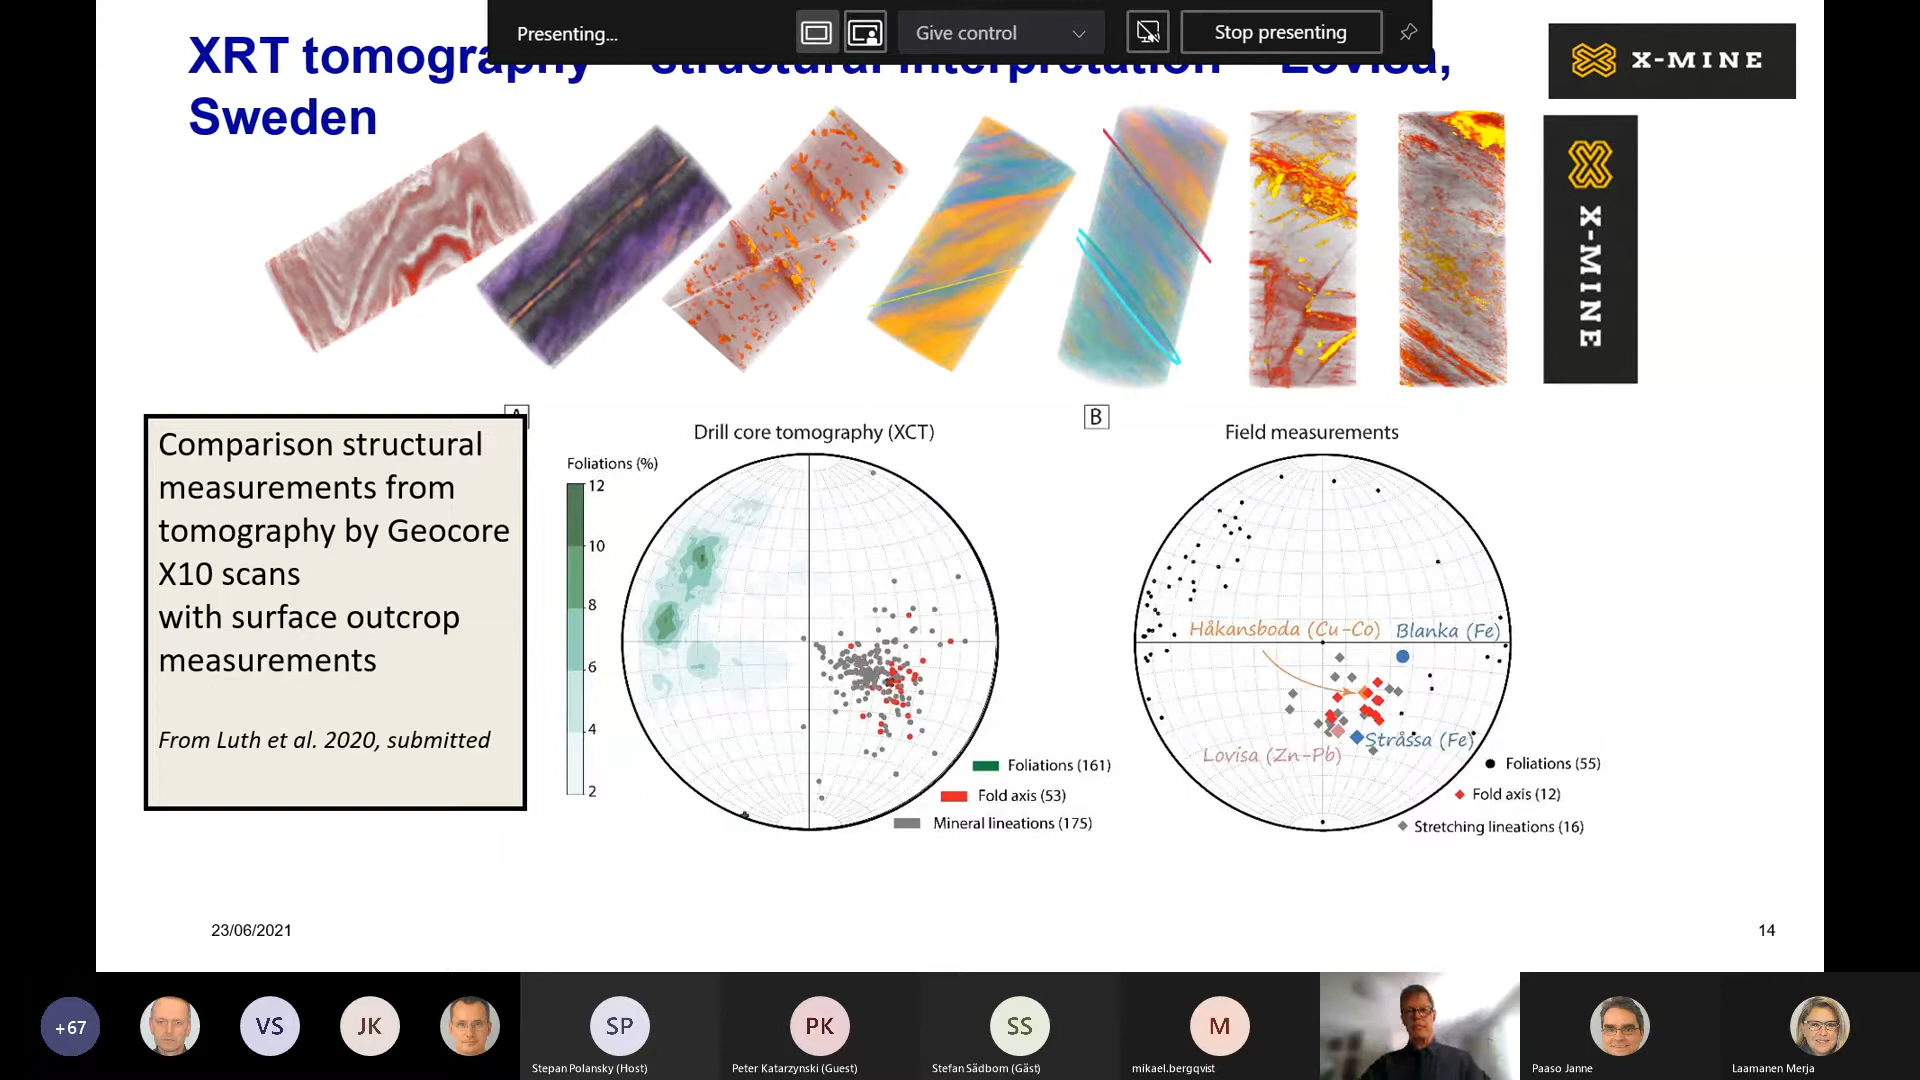 Presenting...
Give control
Stop presenting
XRT tomography – structural interpretation – Lovisa,
Sweden
X-MINE
X-MINE
Comparison structural
measurements from
tomography by Geocore
X10 scans
with surface outcrop
measurements
From Luth et al. 2020, submitted
A
Drill core tomography (XCT)
Foliations (%)
12
10
8
6
4
2
Foliations (161)
Fold axis (53)
Mineral lineations (175)
B
Field measurements
Håkansboda (Cu-Co)
Blanka (Fe)
Stråssa (Fe)
Lovisa (Zn-Pb)
Foliations (55)
Fold axis (12)
Stretching lineations (16)
23/06/2021
14
+67
VS
JK
SP
PK
SS
M
Stepan Polansky (Host)
Peter Katarzynski (Guest)
Stefan Sädbom (Gäst)
mikael.bergqvist
Paaso Janne
Laamanen Merja